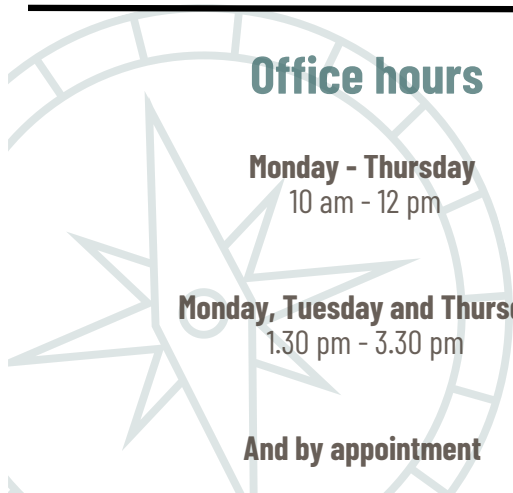 Office hours
Monday - Thursday
10 am - 12 pm
Monday, Tuesday and Thurs
1.30 pm - 3.30 pm
And by appointment